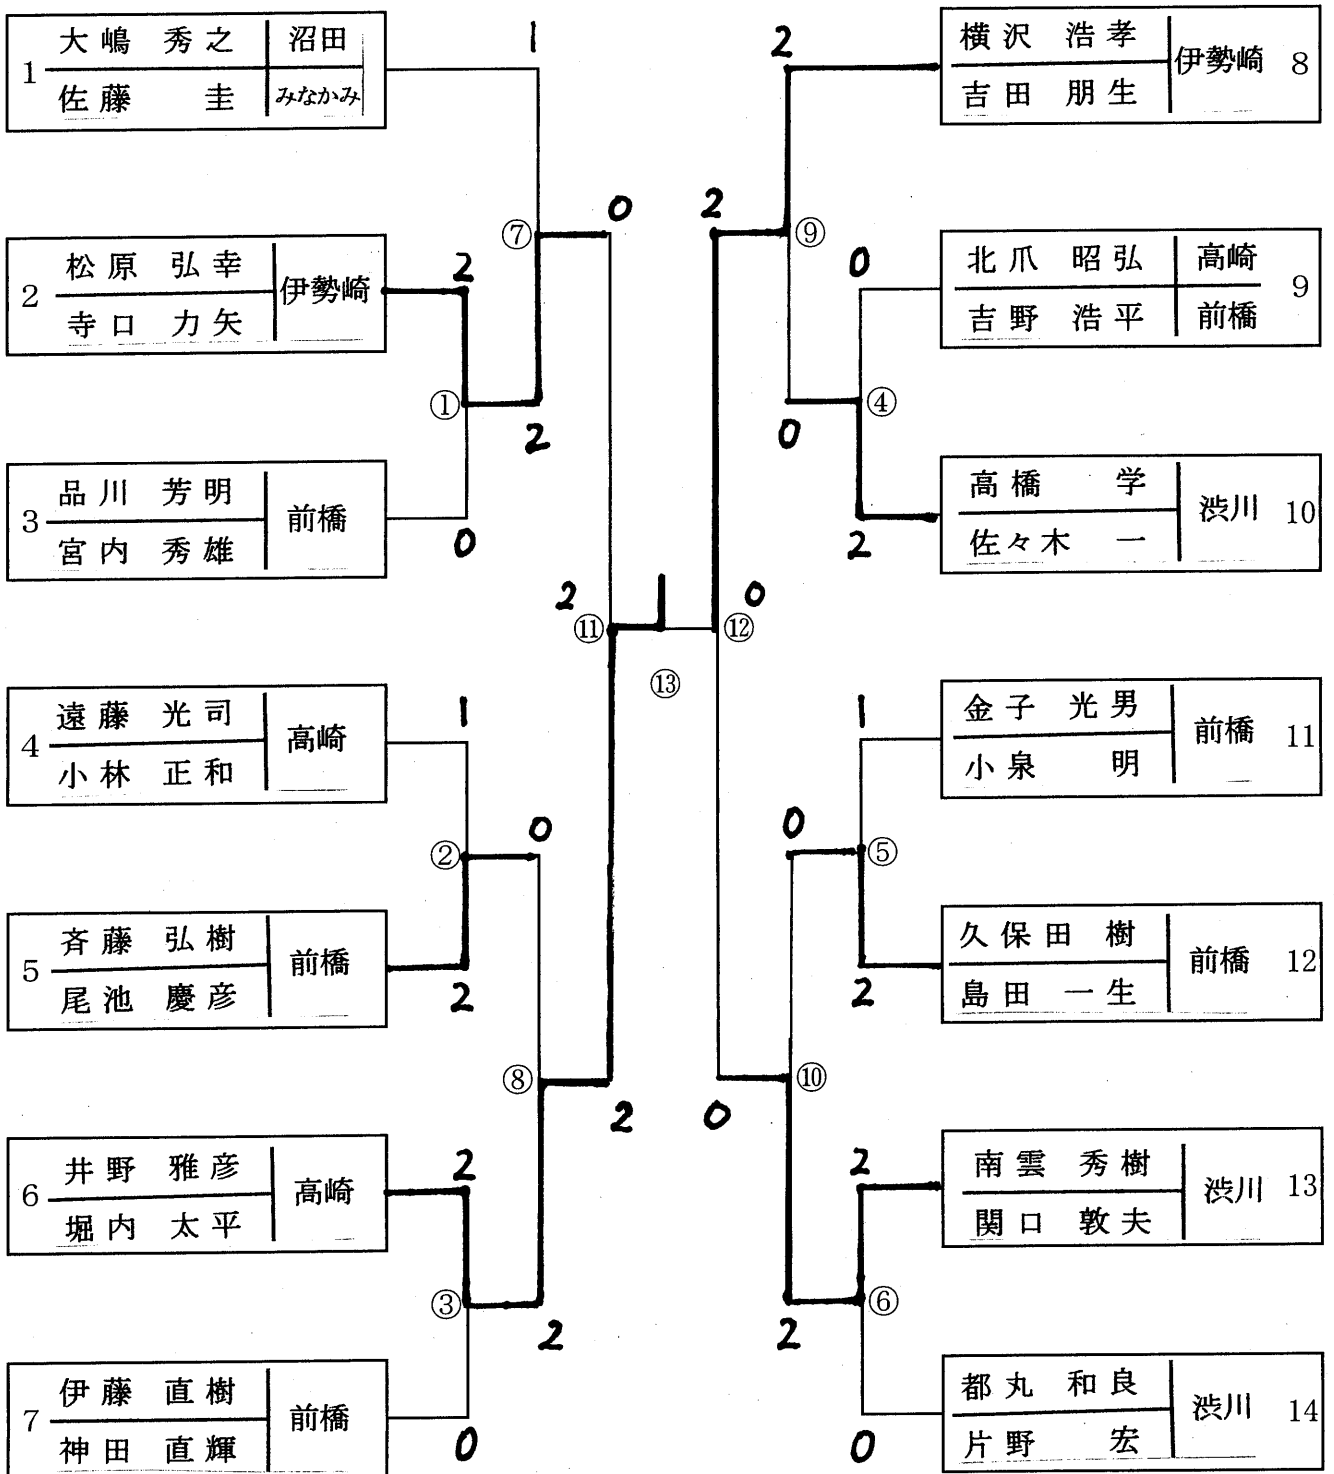 1 大嶋 秀之 沼田
佐藤 圭 みなかみ
2 松原 弘幸 伊勢崎
寺口 力矢
3 品川 芳明 前橋
宮内 秀雄
4 遠藤 光司 高崎
小林 正和
5 斉藤 弘樹 前橋
尾池 慶彦
6 井野 雅彦 高崎
堀内 太平
7 伊藤 直樹 前橋
神田 直輝
1
⑦
0
2
①
2
0
2
⑪
1
②
0
2
⑧
2
2
③
2
0
⑬
2
2
⑨
0
0
④
2
0
⑫
1
0
⑤
2
⑩
0
2
2
⑥
0
横沢 浩孝 伊勢崎 8
吉田 朋生
北爪 昭弘 高崎 9
吉野 浩平 前橋
高橋 学 渋川 10
佐々木 一
金子 光男 前橋 11
小泉 明
久保田 樹 前橋 12
島田 一生
南雲 秀樹 渋川 13
関口 敦夫
都丸 和良 渋川 14
片野 宏